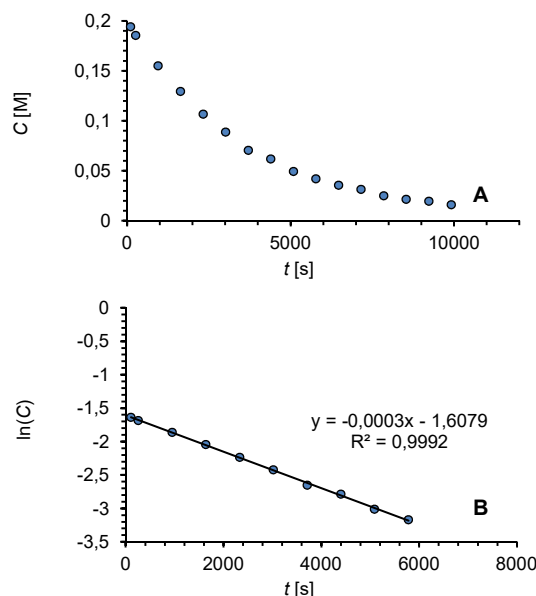 0,2
0,15
0,1
0,05
0
C [M]
A
0 5000 10000
t [s]
0
-0,5
-1
-1,5
-2
-2,5
-3
-3,5
ln(C)
y = -0,0003x - 1,6079
R² = 0,9992
B
0 2000 4000 6000 8000
t [s]